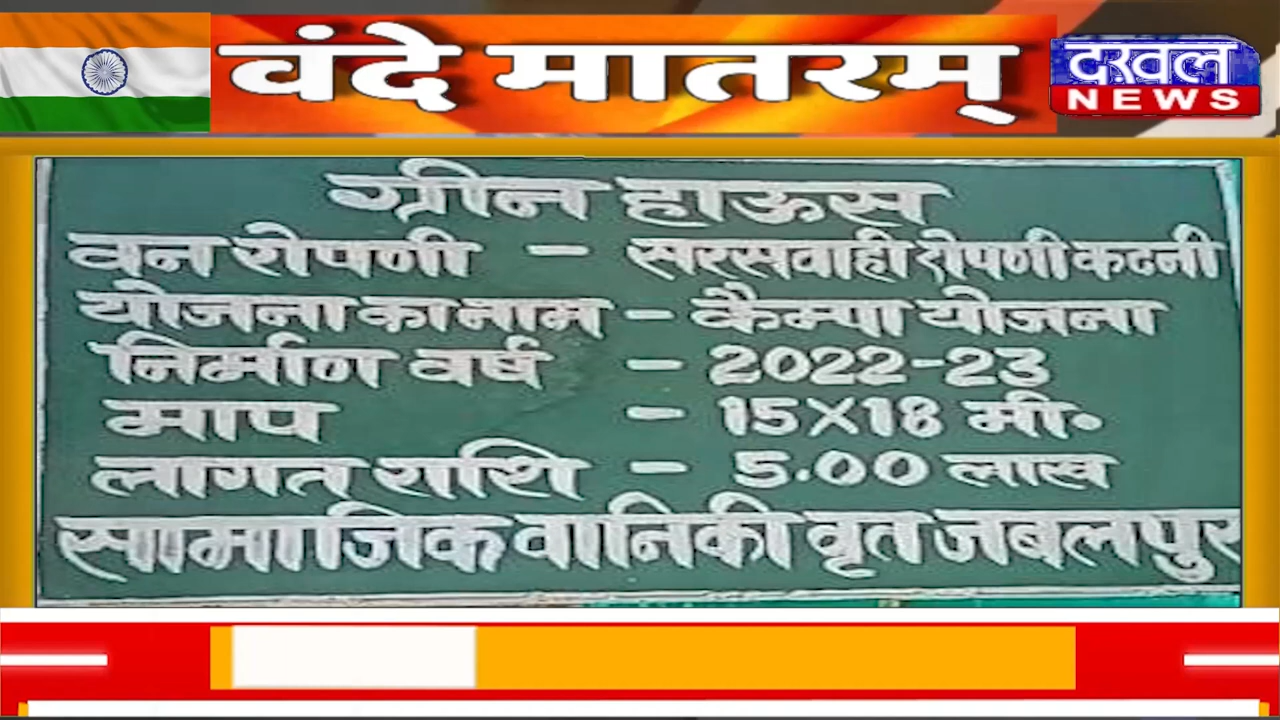 वंदे मातरम्
दखल
NEWS
ग्रीन हाऊस
वन रोपणी - सरसवाही रोपणी कटनी
योजना का नाम - कैम्पा योजना
निर्माण वर्ष - 2022-23
माप - 15X18 मी.
लागत राशि - 5.00 लाख
सामाजिक वानिकी वृत जबलपुर